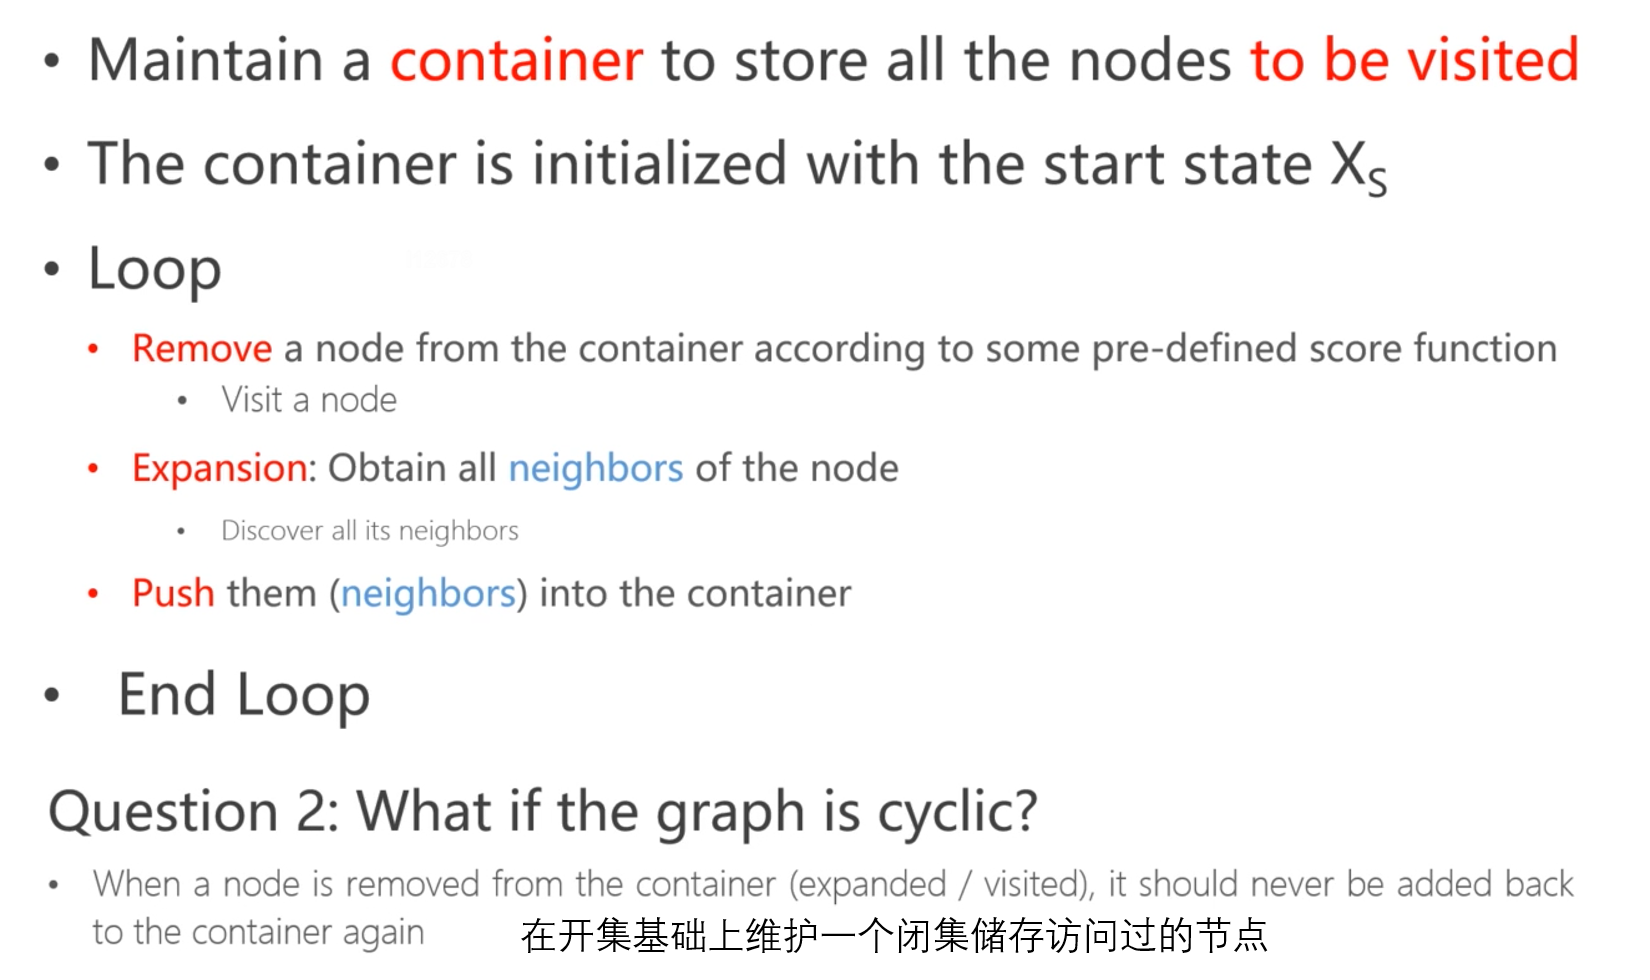 • Maintain a container to store all the nodes to be visited
• The container is initialized with the start state X_S
• Loop
• Remove a node from the container according to some pre-defined score function
• Visit a node
• Expansion: Obtain all neighbors of the node
• Discover all its neighbors
• Push them (neighbors) into the container
• End Loop
Question 2: What if the graph is cyclic?
• When a node is removed from the container (expanded / visited), it should never be added back
to the container again 在开集基础上维护一个闭集储存访问过的节点